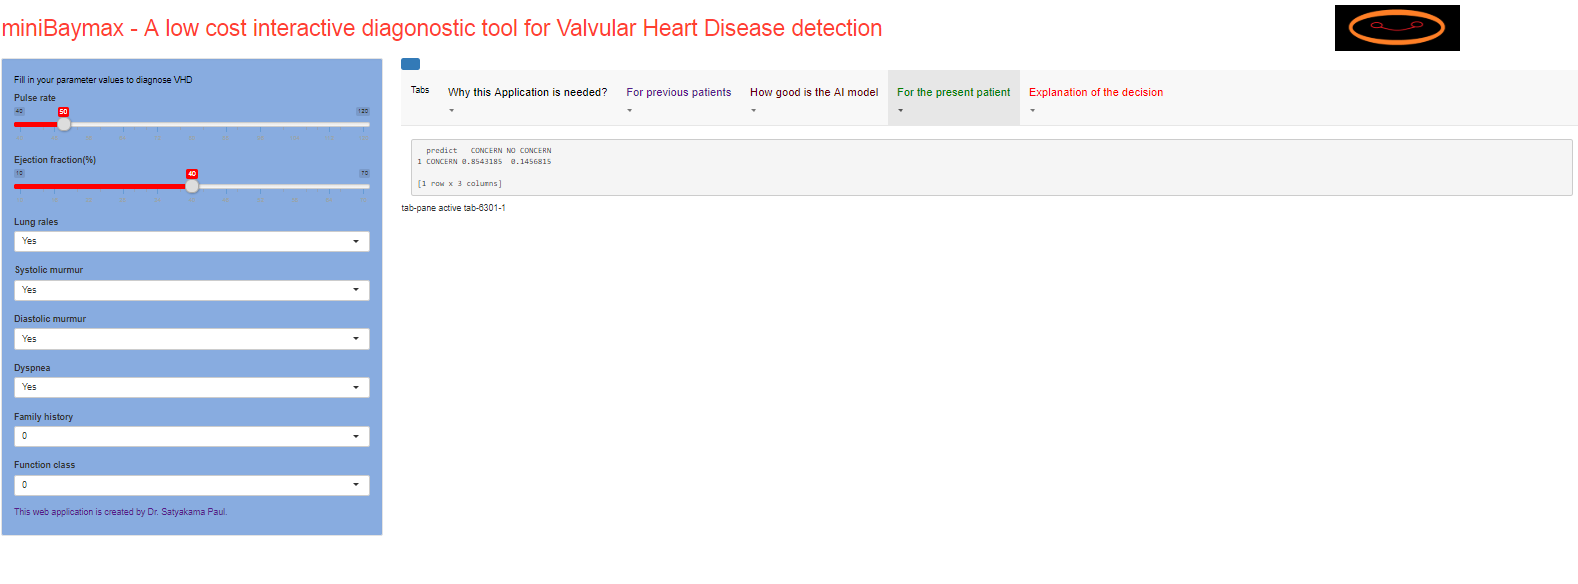 miniBaymax - A low cost interactive diagonostic tool for Valvular Heart Disease detection
Fill in your parameter values to diagnose VHD
Pulse rate
40 50 120
Ejection fraction(%)
10 40 70
Lung rales
Yes
Systolic murmur
Yes
Diastolic murmur
Yes
Dyspnea
Yes
Family history
0
Function class
0
This web application is created by Dr. Satyakama Paul.
Tabs Why this Application is needed? For previous patients How good is the AI model For the present patient Explanation of the decision
predict CONCERN NO CONCERN
1 CONCERN 0.8543185 0.1456815
[1 row x 3 columns]
tab-pane active tab-6301-1